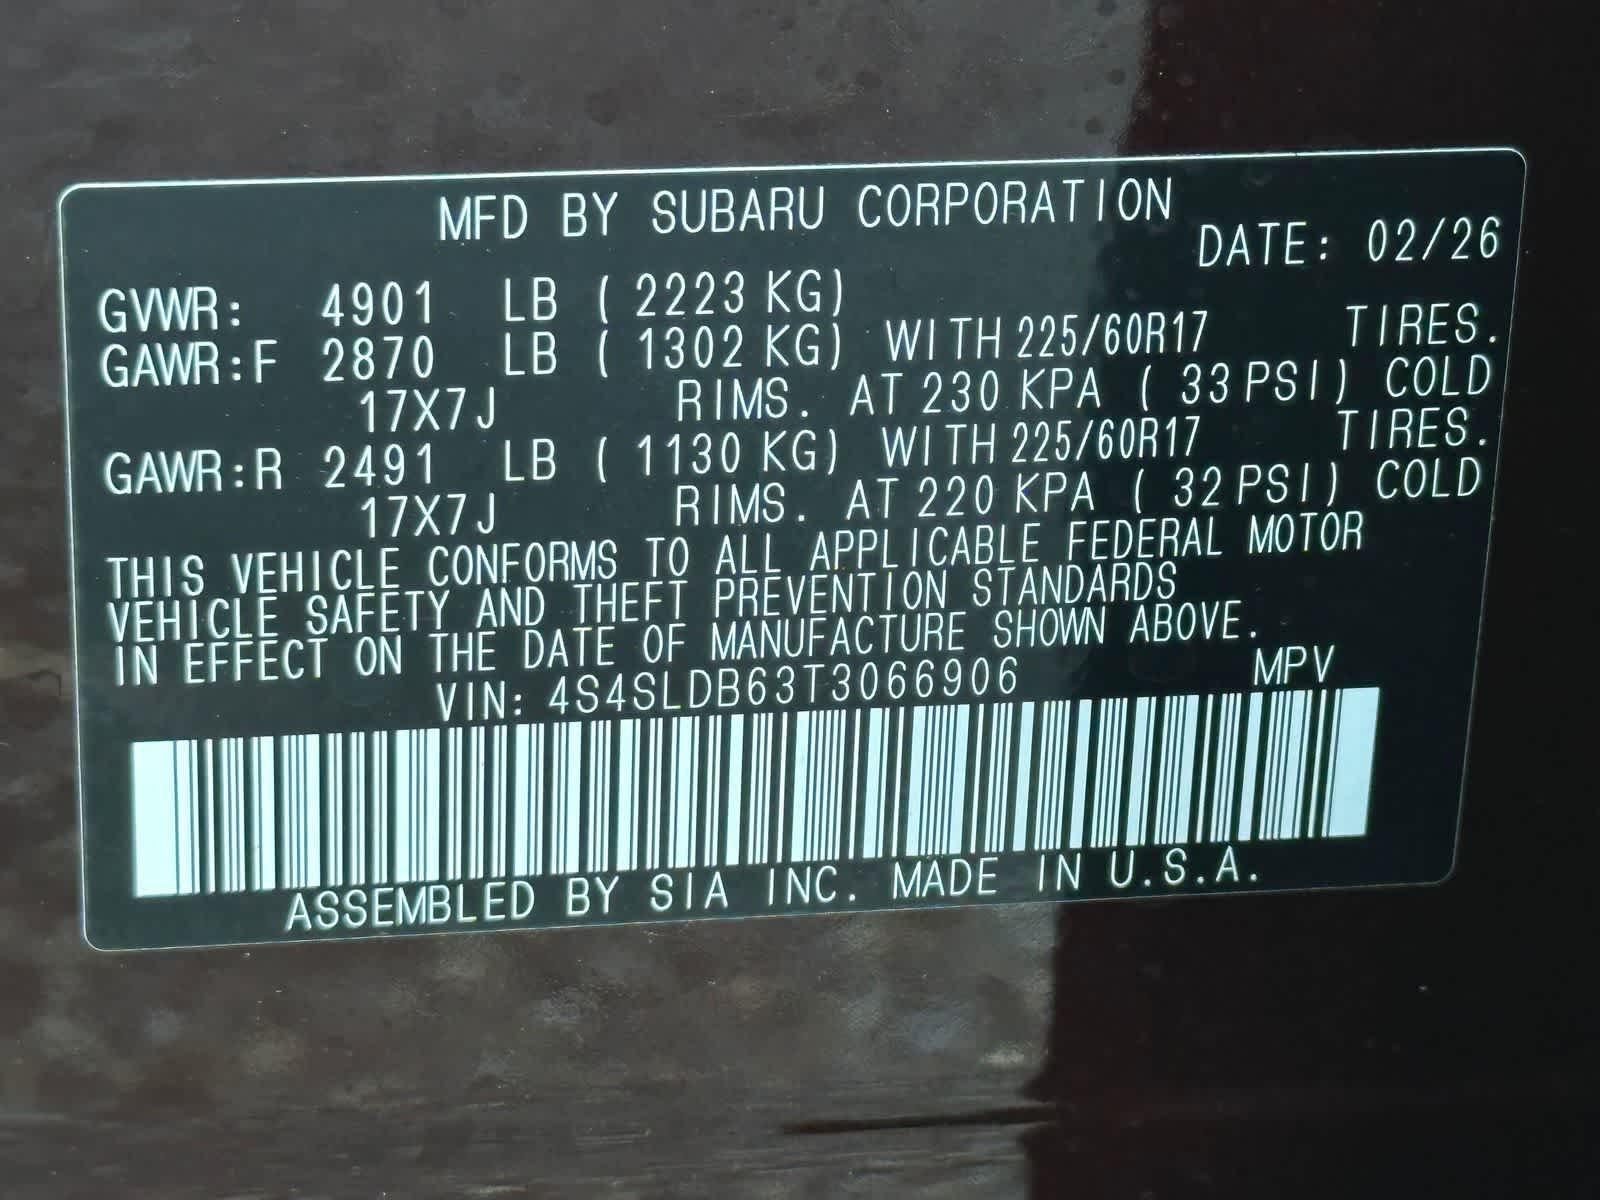 MFD BY SUBARU CORPORATION
DATE: 02/26
GVWR: 4901 LB ( 2223 KG)
GAWR:F 2870 LB ( 1302 KG) WITH 225/60R17 TIRES.
17X7J RIMS. AT 230 KPA ( 33 PSI) COLD
GAWR:R 2491 LB ( 1130 KG) WITH 225/60R17 TIRES.
17X7J RIMS. AT 220 KPA ( 32 PSI) COLD
THIS VEHICLE CONFORMS TO ALL APPLICABLE FEDERAL MOTOR
VEHICLE SAFETY AND THEFT PREVENTION STANDARDS
IN EFFECT ON THE DATE OF MANUFACTURE SHOWN ABOVE.
VIN: 4S4SLDB63T3066906 MPV
ASSEMBLED BY SIA INC. MADE IN U.S.A.